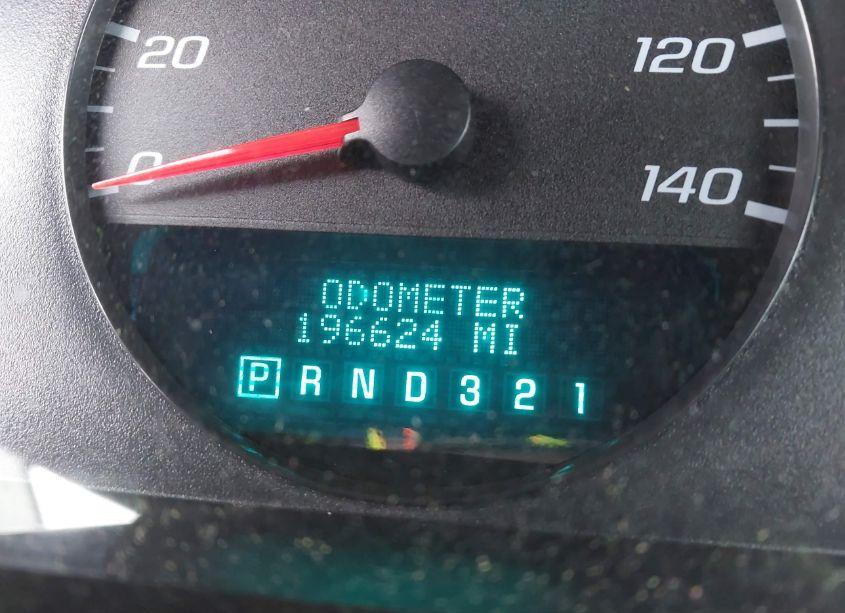 20 120
0 140
ODOMETER
196624 MI
P R N D 3 2 1